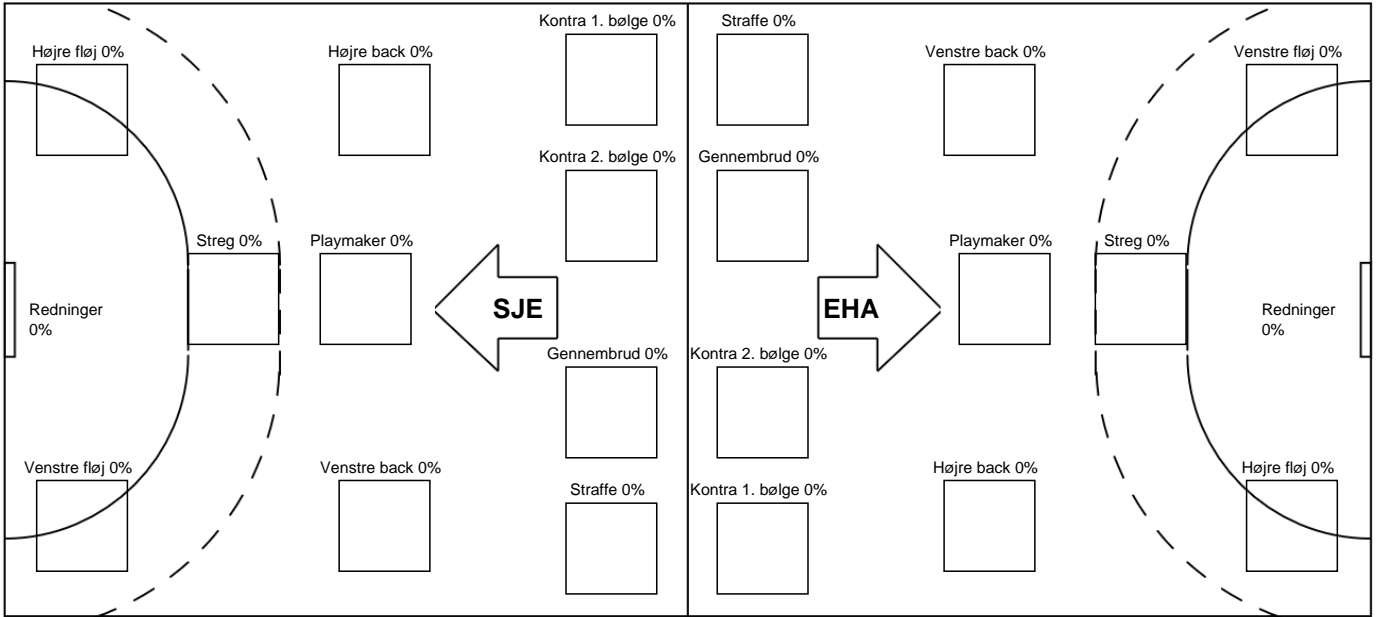 Kontra 1. bølge 0%
Straffe 0%
Højre fløj 0%
Højre back 0%
Venstre back 0%
Venstre fløj 0%
Kontra 2. bølge 0%
Gennembrud 0%
Streg 0%
Playmaker 0%
Playmaker 0%
Streg 0%
Redninger
0%
SJE
EHA
Redninger
0%
Gennembrud 0%
Kontra 2. bølge 0%
Venstre fløj 0%
Venstre back 0%
Straffe 0%
Kontra 1. bølge 0%
Højre back 0%
Højre fløj 0%